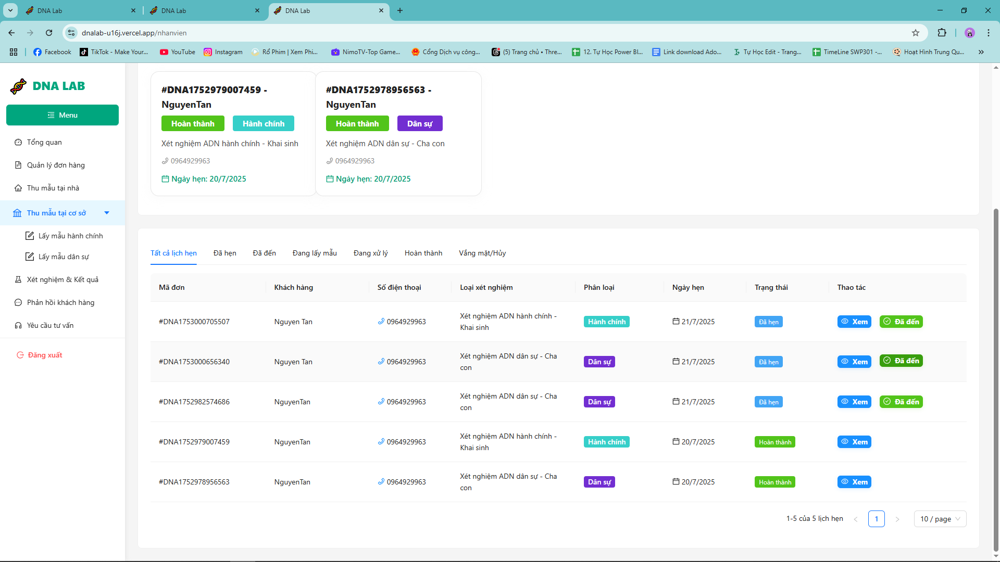 DNA Lab
DNA Lab
DNA Lab
dnalab-u16j.vercel.app/nhanvien
Facebook
TikTok - Make Your...
YouTube
Instagram
Rổ Phim | Xem Phi...
NimoTV-Top Game...
Cổng Dịch vụ công...
(5) Trang chủ • Thre...
12. Tự Học Power BI...
Link download Ado...
Tự Học Edit - Trang...
TimeLine SWP301 -...
Hoạt Hình Trung Qu...
DNA LAB
Menu
Tổng quan
Quản lý đơn hàng
Thu mẫu tại nhà
Thu mẫu tại cơ sở
Lấy mẫu hành chính
Lấy mẫu dân sự
Xét nghiệm & Kết quả
Phản hồi khách hàng
Yêu cầu tư vấn
Đăng xuất
#DNA1752979007459 -
NguyenTan
Hoàn thành Hành chính
Xét nghiệm ADN hành chính - Khai sinh
0964929963
Ngày hẹn: 20/7/2025
#DNA1752978956563 -
NguyenTan
Hoàn thành Dân sự
Xét nghiệm ADN dân sự - Cha con
0964929963
Ngày hẹn: 20/7/2025
Tất cả lịch hẹn Đã hẹn Đã đến Đang lấy mẫu Đang xử lý Hoàn thành Vắng mặt/Hủy
Mã đơn Khách hàng Số điện thoại Loại xét nghiệm Phân loại Ngày hẹn Trạng thái Thao tác
#DNA1753000705507 Nguyen Tan 0964929963 Xét nghiệm ADN hành chính - Hành chính 21/7/2025 Đã hẹn Xem Đã đến
Khai sinh
#DNA1753000656340 Nguyen Tan 0964929963 Xét nghiệm ADN dân sự - Cha Dân sự 21/7/2025 Đã hẹn Xem Đã đến
con
#DNA1752982574686 NguyenTan 0964929963 Xét nghiệm ADN dân sự - Cha Dân sự 21/7/2025 Đã hẹn Xem Đã đến
con
#DNA1752979007459 NguyenTan 0964929963 Xét nghiệm ADN hành chính - Hành chính 20/7/2025 Hoàn thành Xem
Khai sinh
#DNA1752978956563 NguyenTan 0964929963 Xét nghiệm ADN dân sự - Cha Dân sự 20/7/2025 Hoàn thành Xem
con
1-5 của 5 lịch hẹn < 1 > 10 / page